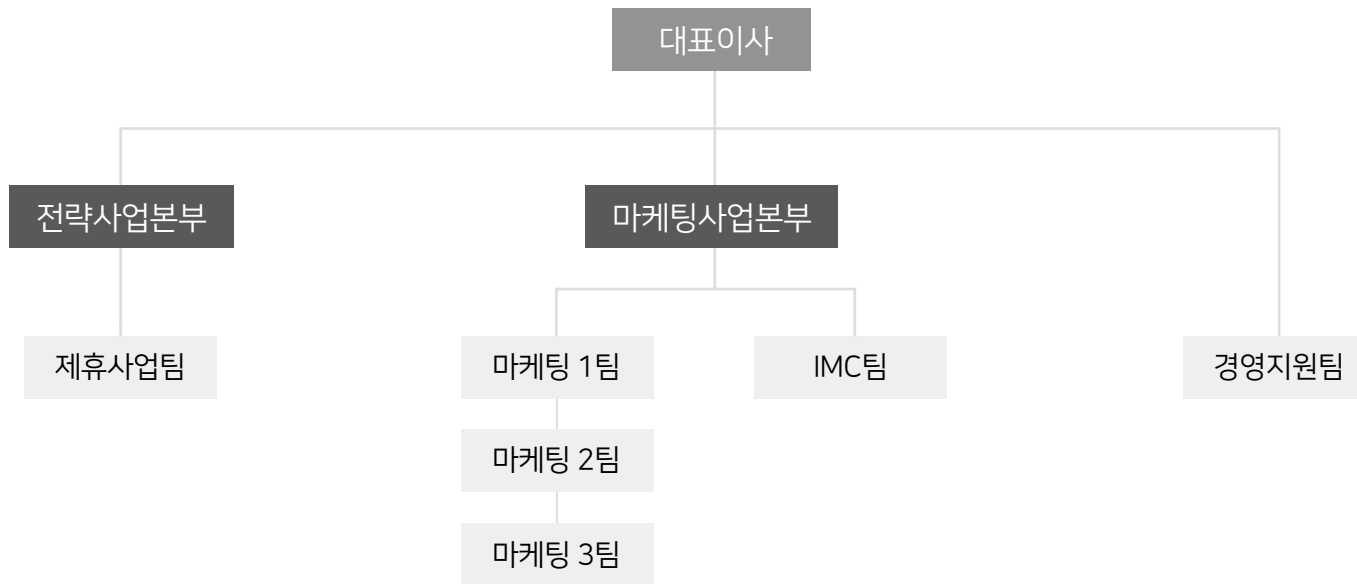 대표이사
전략사업본부
마케팅사업본부
제휴사업팀
마케팅 1팀
IMC팀
경영지원팀
마케팅 2팀
마케팅 3팀